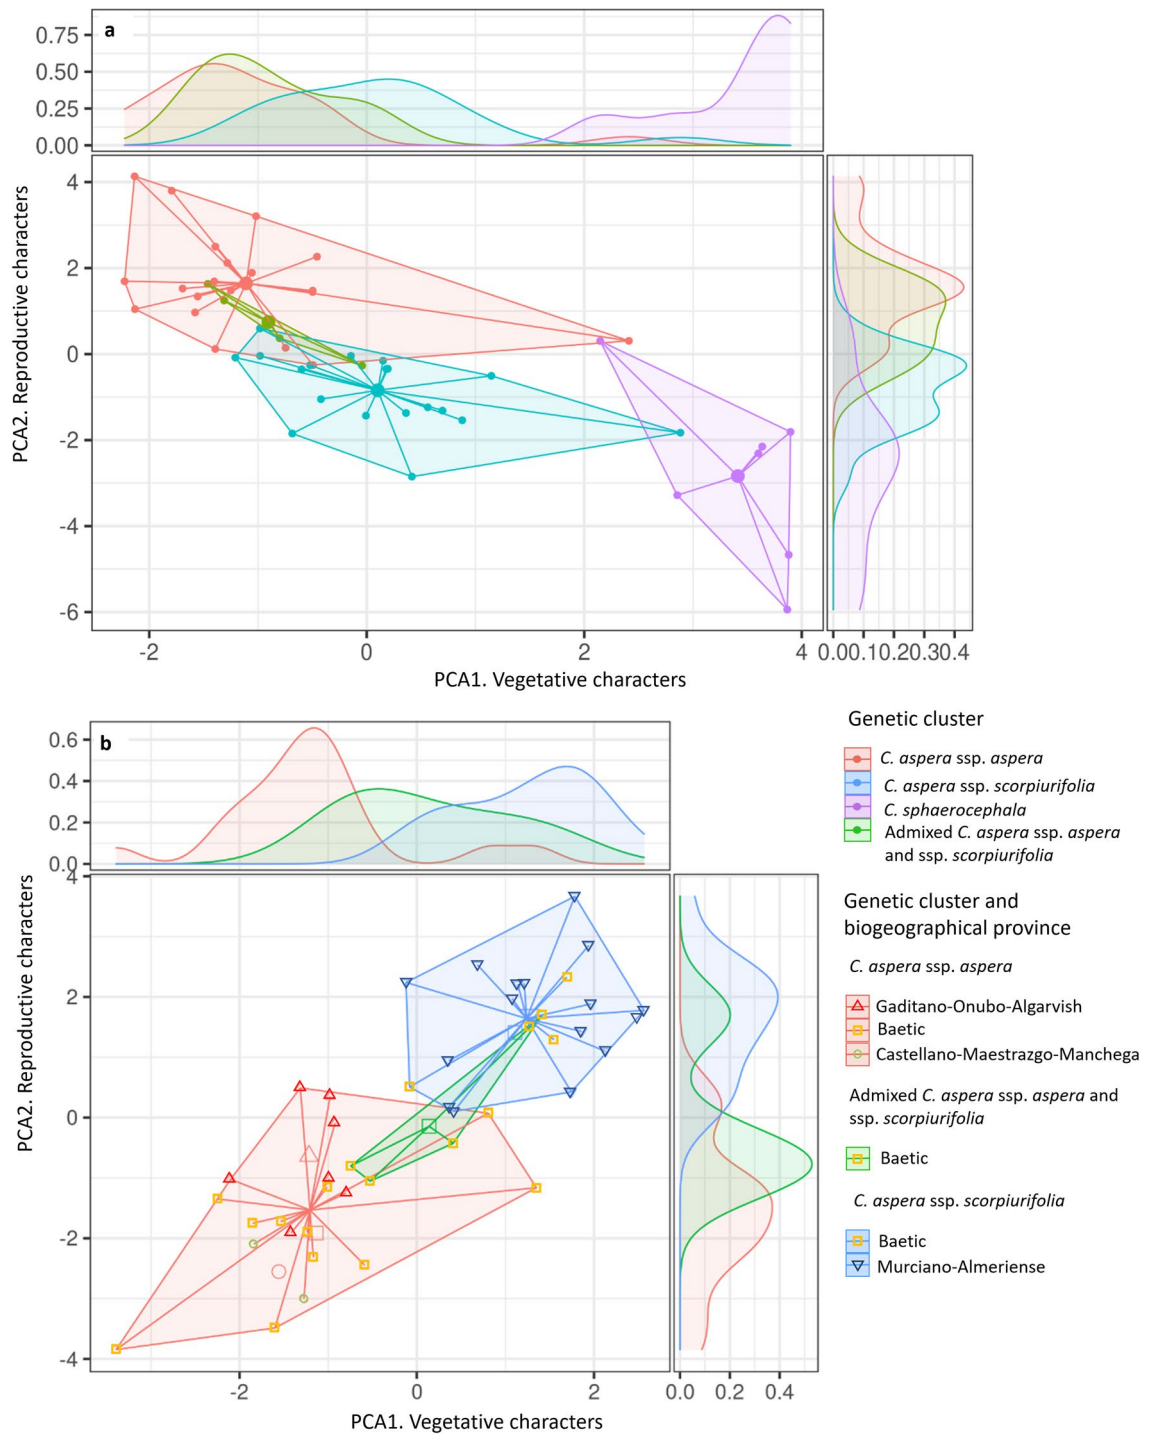 a
0.75
0.50
0.25
0.00
PCA2. Reproductive characters
4
2
0
-2
-4
-6
-2 0 2 4
0.00.10.20.30.4
PCA1. Vegetative characters
b
0.6
0.4
0.2
0.0
PCA2. Reproductive characters
4
2
0
-2
-4
-2 0 2
0.0 0.2 0.4
PCA1. Vegetative characters
Genetic cluster
C. aspera ssp. aspera
C. aspera ssp. scorpiurifolia
C. sphaerocephala
Admixed C. aspera ssp. aspera
and ssp. scorpiurifolia
Genetic cluster and
biogeographical province
C. aspera ssp. aspera
Gaditano-Onubo-Algarvish
Baetic
Castellano-Maestrazgo-Manchega
Admixed C. aspera ssp. aspera and
ssp. scorpiurifolia
Baetic
C. aspera ssp. scorpiurifolia
Baetic
Murciano-Almeriense